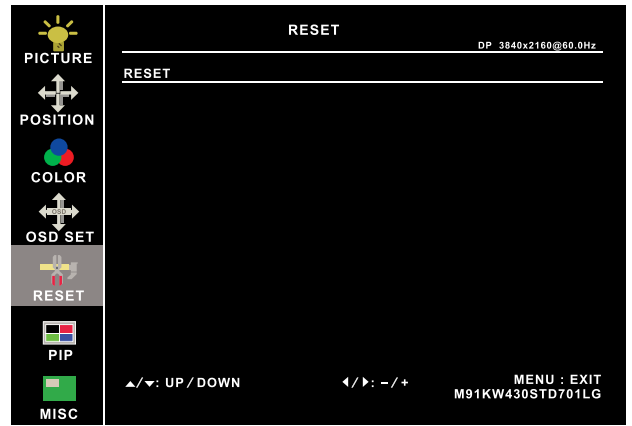 PICTURE
POSITION
COLOR
OSD
OSD SET
RESET
PIP
MISC
RESET
DP 3840x2160@60.0Hz
RESET
▲/▼: UP / DOWN
◀/▶: – / +
MENU : EXIT
M91KW430STD701LG